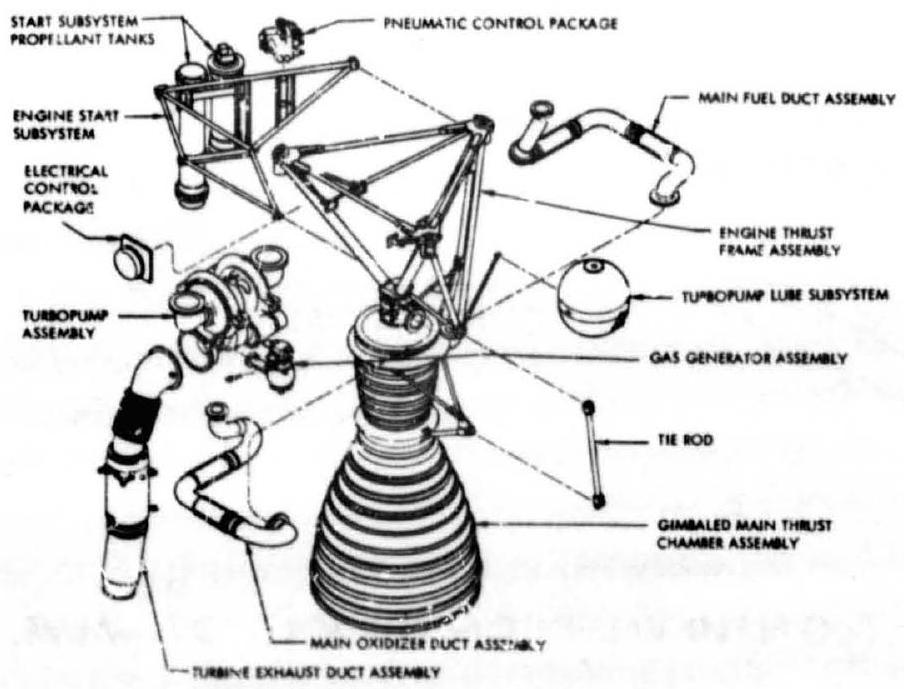 START SUBSYSTEM
PROPELLANT TANKS
PNEUMATIC CONTROL PACKAGE
MAIN FUEL DUCT ASSEMBLY
ENGINE START
SUBSYSTEM
ELECTRICAL
CONTROL
PACKAGE
ENGINE THRUST
FRAME ASSEMBLY
TURBOPUMP LUBE SUBSYSTEM
TURBOPUMP
ASSEMBLY
GAS GENERATOR ASSEMBLY
TIE ROD
GIMBALED MAIN THRUST
CHAMBER ASSEMBLY
MAIN OXIDIZER DUCT ASSEMBLY
TURBINE EXHAUST DUCT ASSEMBLY